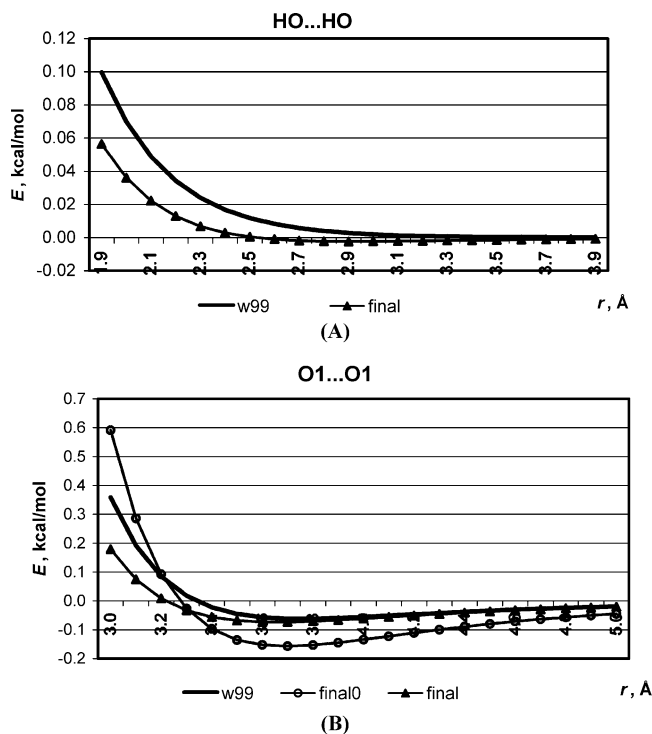 HO...HO
0.12
0.10
0.08
0.06
0.04
0.02
0.00
-0.02
E, kcal/mol
1.9 2.1 2.3 2.5 2.7 2.9 3.1 3.3 3.5 3.7 3.9
r, Å
w99 final
(A)
O1...O1
0.7
0.6
0.5
0.4
0.3
0.2
0.1
0.0
-0.1
-0.2
E, kcal/mol
3.0 3.2
r, Å
w99 final0 final
(B)